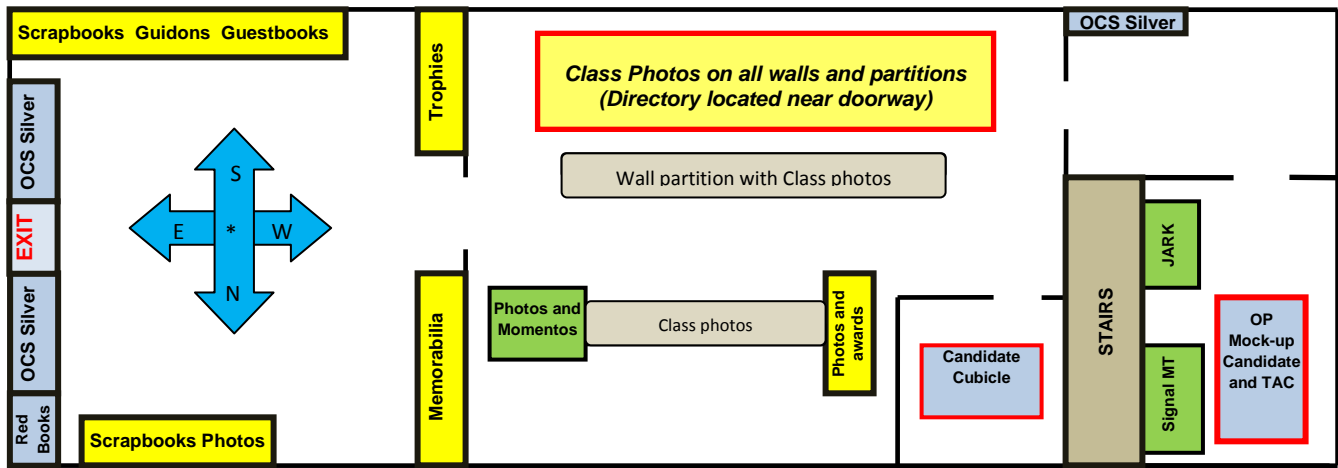 Scrapbooks Guidons Guestbooks
OCS Silver
EXIT
OCS Silver
Red
Books
Scrapbooks Photos
S
E * W
N
Trophies
Memorabilia
Class Photos on all walls and partitions
(Directory located near doorway)
Wall partition with Class photos
Photos and
Momentos
Class photos
Photos and
awards
Candidate
Cubicle
OCS Silver
STAIRS
JARK
Signal MT
OP
Mock-up
Candidate
and TAC